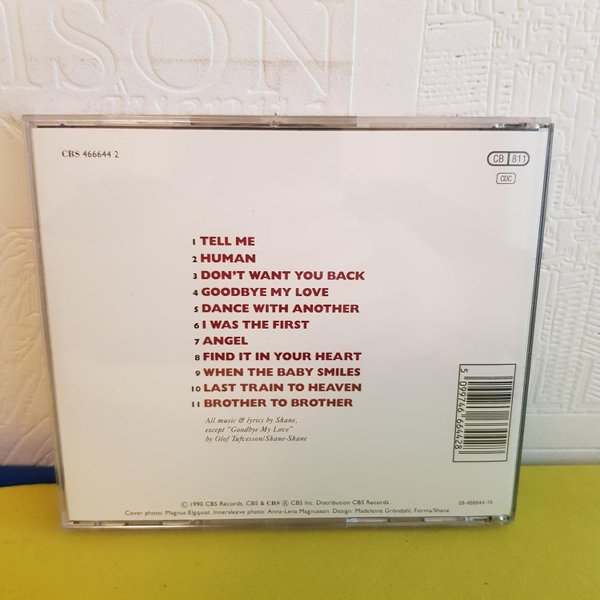 ISON
CBS 466644 2
CB 811
CDC
1 TELL ME
2 HUMAN
3 DON'T WANT YOU BACK
4 GOODBYE MY LOVE
5 DANCE WITH ANOTHER
6 I WAS THE FIRST
7 ANGEL
8 FIND IT IN YOUR HEART
9 WHEN THE BABY SMILES
10 LAST TRAIN TO HEAVEN
11 BROTHER TO BROTHER
All music & lyrics by Shane,
except "Goodbye My Love"
by Olof Tufvesson/Shane-Shane
5 099746 664428
© 1990 CBS Records. CBS & CBS ® CBS Inc. Distribution CBS Records.
09-466644-10
Cover photo: Magnus Elgquist. Innersleeve photo: Anna-Lena Magnusson. Design: Madeleine Gröndahl, Forma/Shane